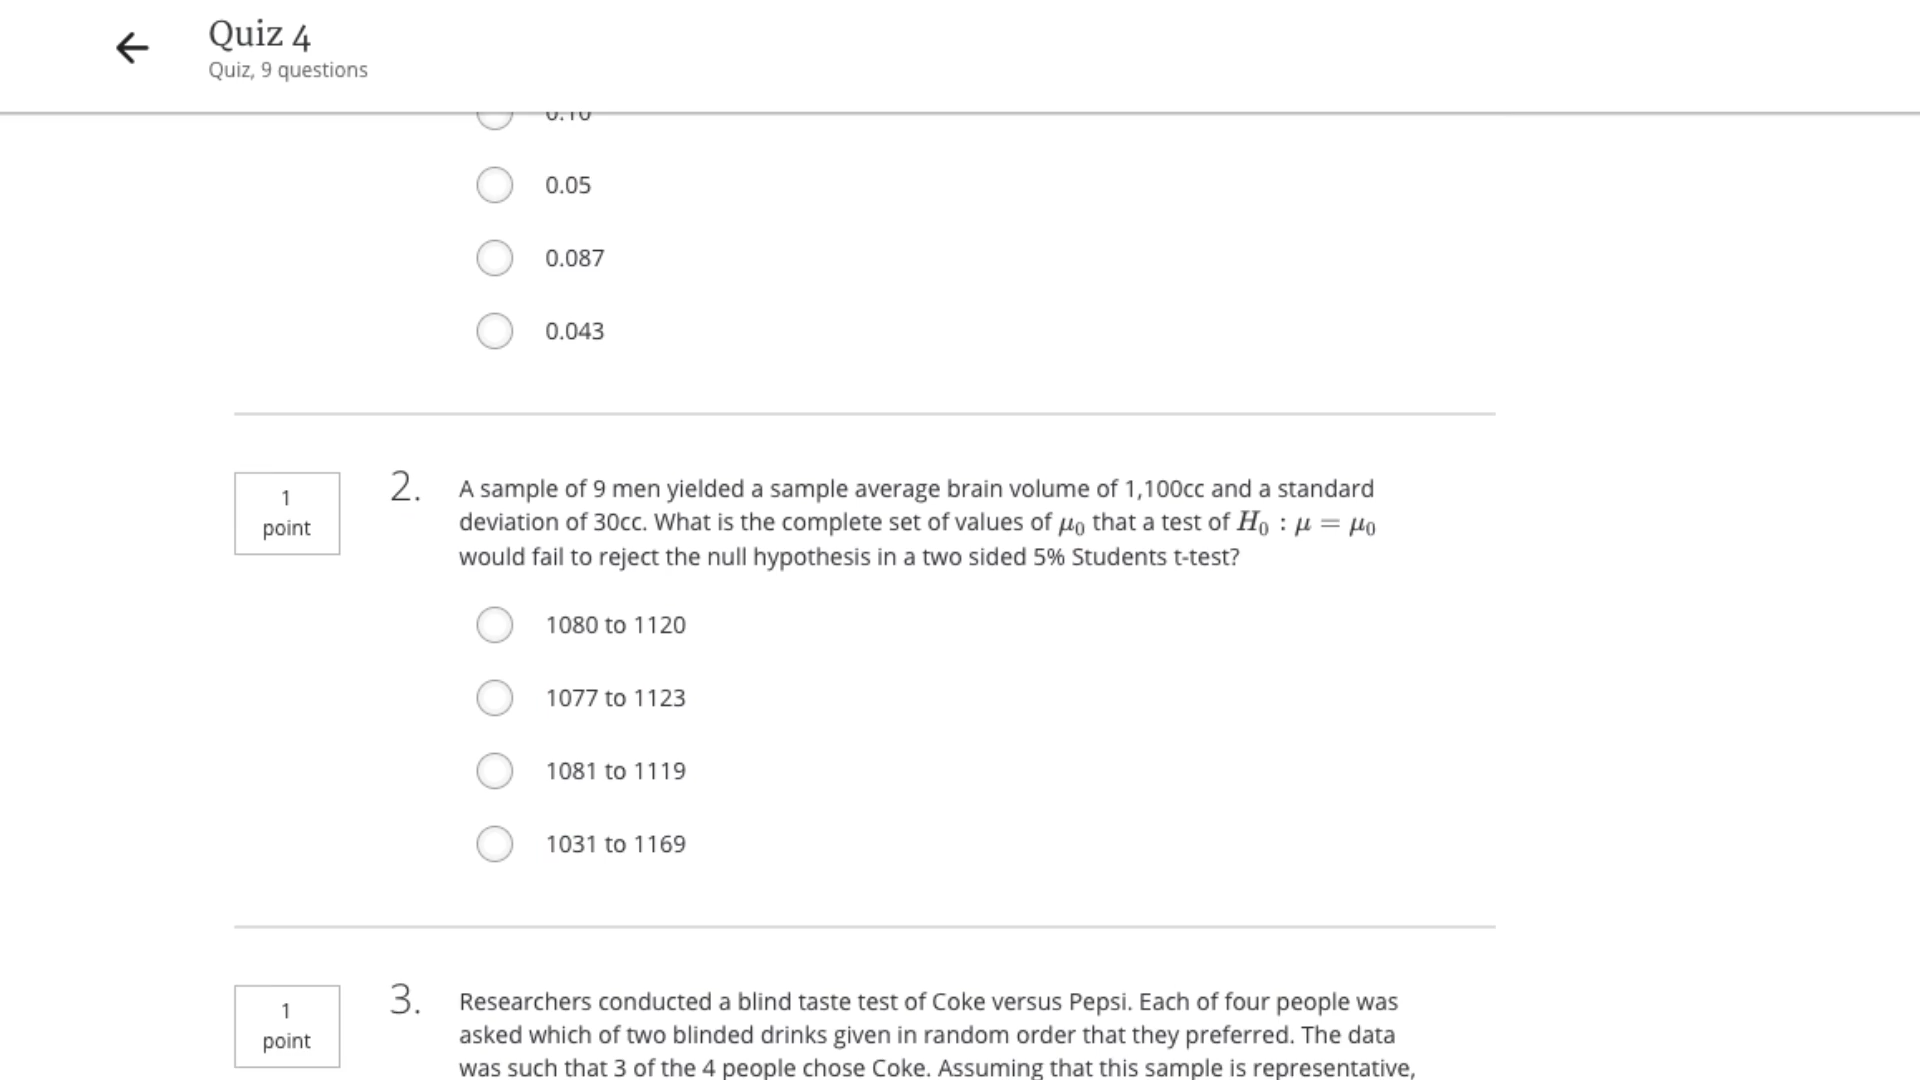 Quiz 4
Quiz, 9 questions
0.10
0.05
0.087
0.043
1
point
2.
A sample of 9 men yielded a sample average brain volume of 1,100cc and a standard
deviation of 30cc. What is the complete set of values of μ₀ that a test of H₀ : μ = μ₀
would fail to reject the null hypothesis in a two sided 5% Students t-test?
1080 to 1120
1077 to 1123
1081 to 1119
1031 to 1169
1
point
3.
Researchers conducted a blind taste test of Coke versus Pepsi. Each of four people was
asked which of two blinded drinks given in random order that they preferred. The data
was such that 3 of the 4 people chose Coke. Assuming that this sample is representative,